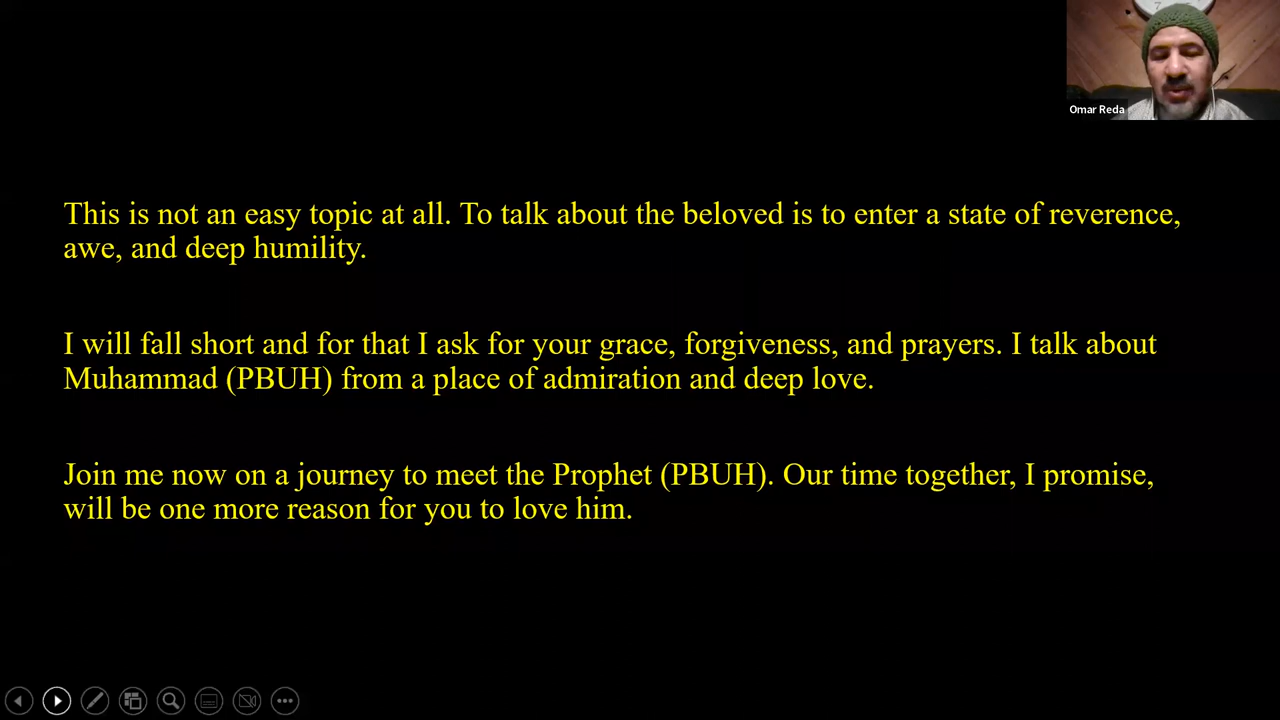 Omar Reda
This is not an easy topic at all. To talk about the beloved is to enter a state of reverence,
awe, and deep humility.
I will fall short and for that I ask for your grace, forgiveness, and prayers. I talk about
Muhammad (PBUH) from a place of admiration and deep love.
Join me now on a journey to meet the Prophet (PBUH). Our time together, I promise,
will be one more reason for you to love him.